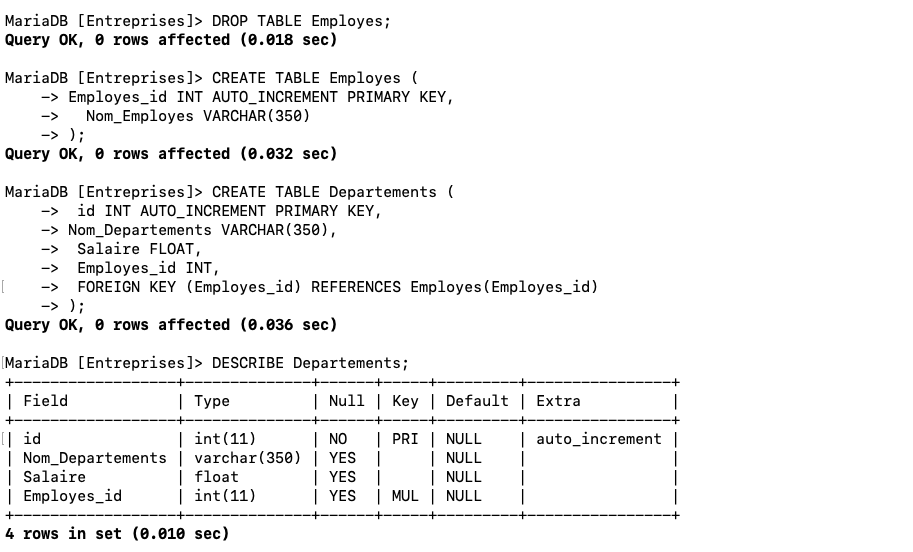 MariaDB [Entreprises]> DROP TABLE Employes;
Query OK, 0 rows affected (0.018 sec)
MariaDB [Entreprises]> CREATE TABLE Employes (
    -> Employes_id INT AUTO_INCREMENT PRIMARY KEY,
    ->   Nom_Employes VARCHAR(350)
    -> );
Query OK, 0 rows affected (0.032 sec)
MariaDB [Entreprises]> CREATE TABLE Departements (
    ->  id INT AUTO_INCREMENT PRIMARY KEY,
    -> Nom_Departements VARCHAR(350),
    ->  Salaire FLOAT,
    ->  Employes_id INT,
    ->  FOREIGN KEY (Employes_id) REFERENCES Employes(Employes_id)
    -> );
Query OK, 0 rows affected (0.036 sec)
MariaDB [Entreprises]> DESCRIBE Departements;
+------------------+--------------+------+-----+---------+----------------+
| Field            | Type         | Null | Key | Default | Extra          |
+------------------+--------------+------+-----+---------+----------------+
| id               | int(11)      | NO   | PRI | NULL    | auto_increment |
| Nom_Departements | varchar(350) | YES  |     | NULL    |                |
| Salaire          | float        | YES  |     | NULL    |                |
| Employes_id      | int(11)      | YES  | MUL | NULL    |                |
+------------------+--------------+------+-----+---------+----------------+
4 rows in set (0.010 sec)